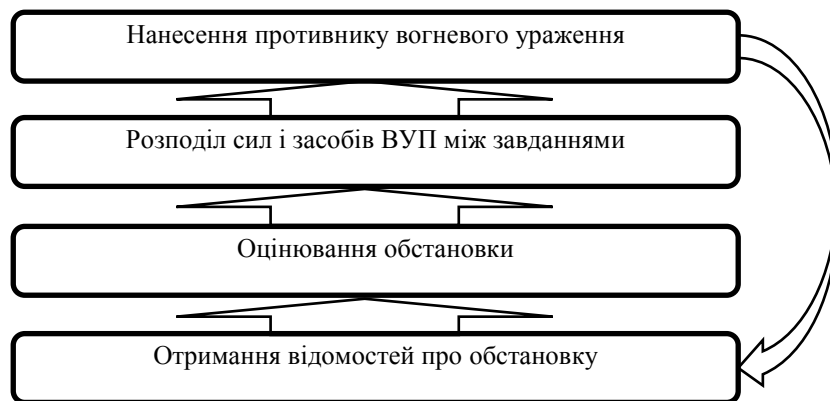 Нанесення противнику вогневого ураження
Розподіл сил і засобів ВУП між завданнями
Оцінювання обстановки
Отримання відомостей про обстановку